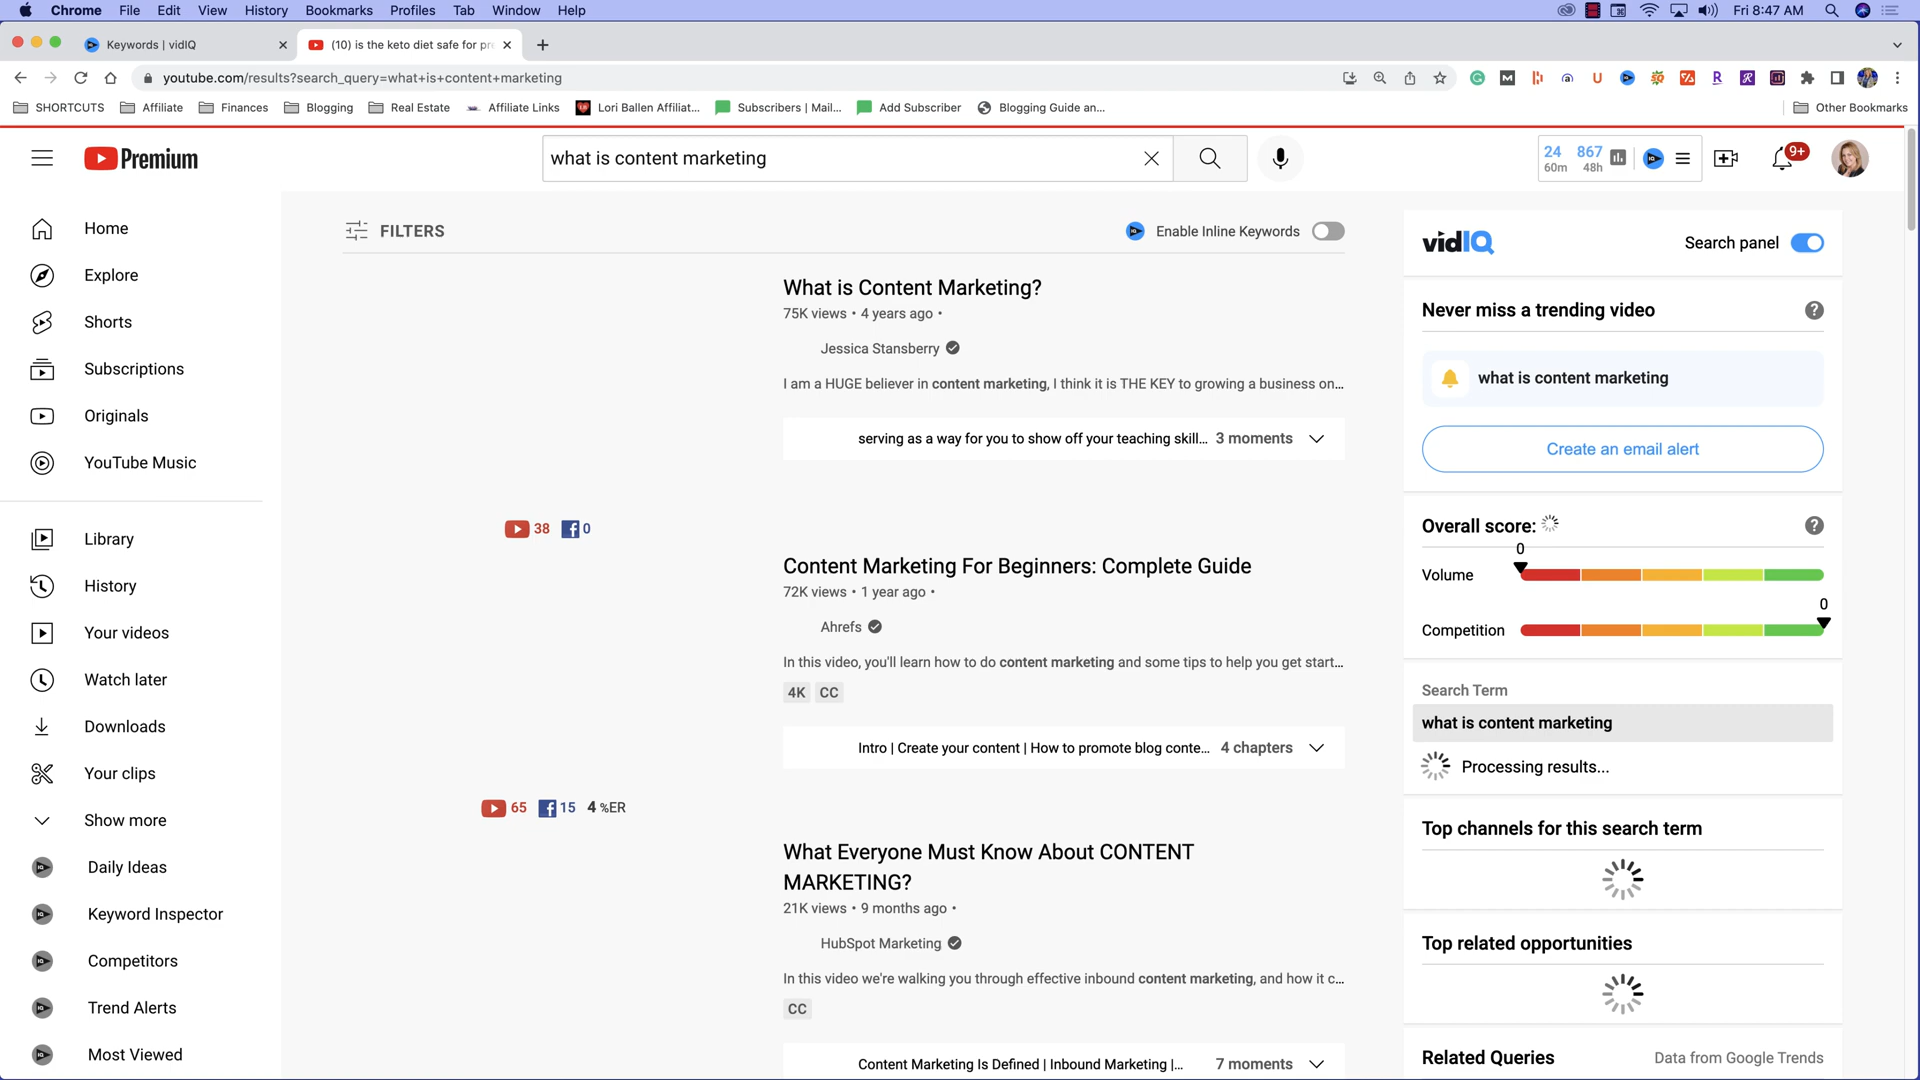 Chrome File Edit View History Bookmarks Profiles Tab Window Help Fri 8:47 AM
Keywords | vidIQ (10) is the keto diet safe for pre
youtube.com/results?search_query=what+is+content+marketing
SHORTCUTS Affiliate Finances Blogging Real Estate Affiliate Links Lori Ballen Affiliat... Subscribers | Mail... Add Subscriber Blogging Guide an... Other Bookmarks
Premium
what is content marketing
24 867
60m 48h
9+
Home
Explore
Shorts
Subscriptions
Originals
YouTube Music
Library
History
Your videos
Watch later
Downloads
Your clips
Show more
Daily Ideas
Keyword Inspector
Competitors
Trend Alerts
Most Viewed
FILTERS
Enable Inline Keywords
What is Content Marketing?
75K views • 4 years ago •
Jessica Stansberry
I am a HUGE believer in content marketing, I think it is THE KEY to growing a business on...
serving as a way for you to show off your teaching skill... 3 moments
38 0
Content Marketing For Beginners: Complete Guide
72K views • 1 year ago •
Ahrefs
In this video, you'll learn how to do content marketing and some tips to help you get start...
4K CC
Intro | Create your content | How to promote blog conte... 4 chapters
65 15 4 %ER
What Everyone Must Know About CONTENT
MARKETING?
21K views • 9 months ago •
HubSpot Marketing
In this video we're walking you through effective inbound content marketing, and how it c...
CC
Content Marketing Is Defined | Inbound Marketing |... 7 moments
vidIQ
Search panel
Never miss a trending video
what is content marketing
Create an email alert
Overall score:
0
Volume
0
Competition
Search Term
what is content marketing
Processing results...
Top channels for this search term
Top related opportunities
Related Queries Data from Google Trends